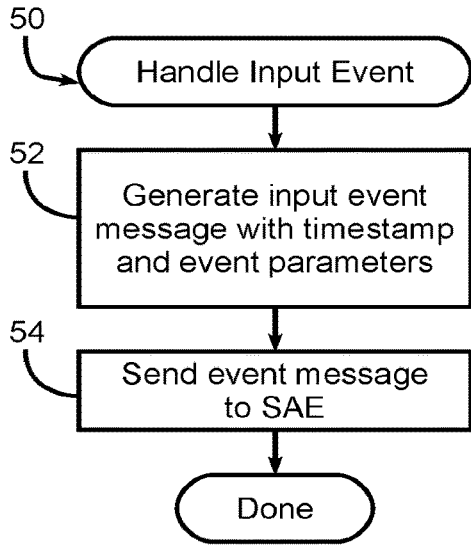 50
Handle Input Event
52
Generate input event
message with timestamp
and event parameters
54
Send event message
to SAE
Done